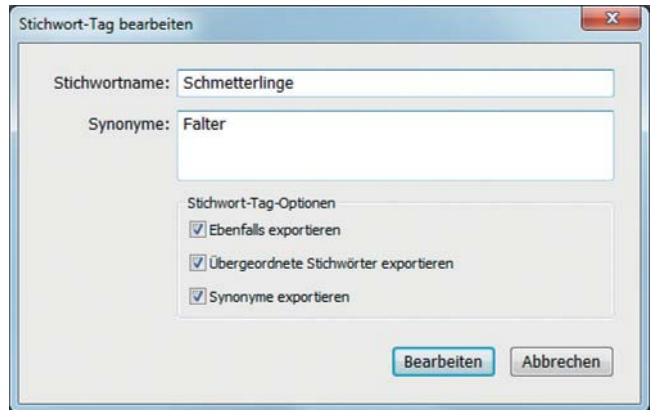 Stichwort-Tag bearbeiten
Stichwortname: Schmetterlinge
Synonyme: Falter
Stichwort-Tag-Optionen
Ebenfalls exportieren
Übergeordnete Stichwörter exportieren
Synonyme exportieren
Bearbeiten Abbrechen